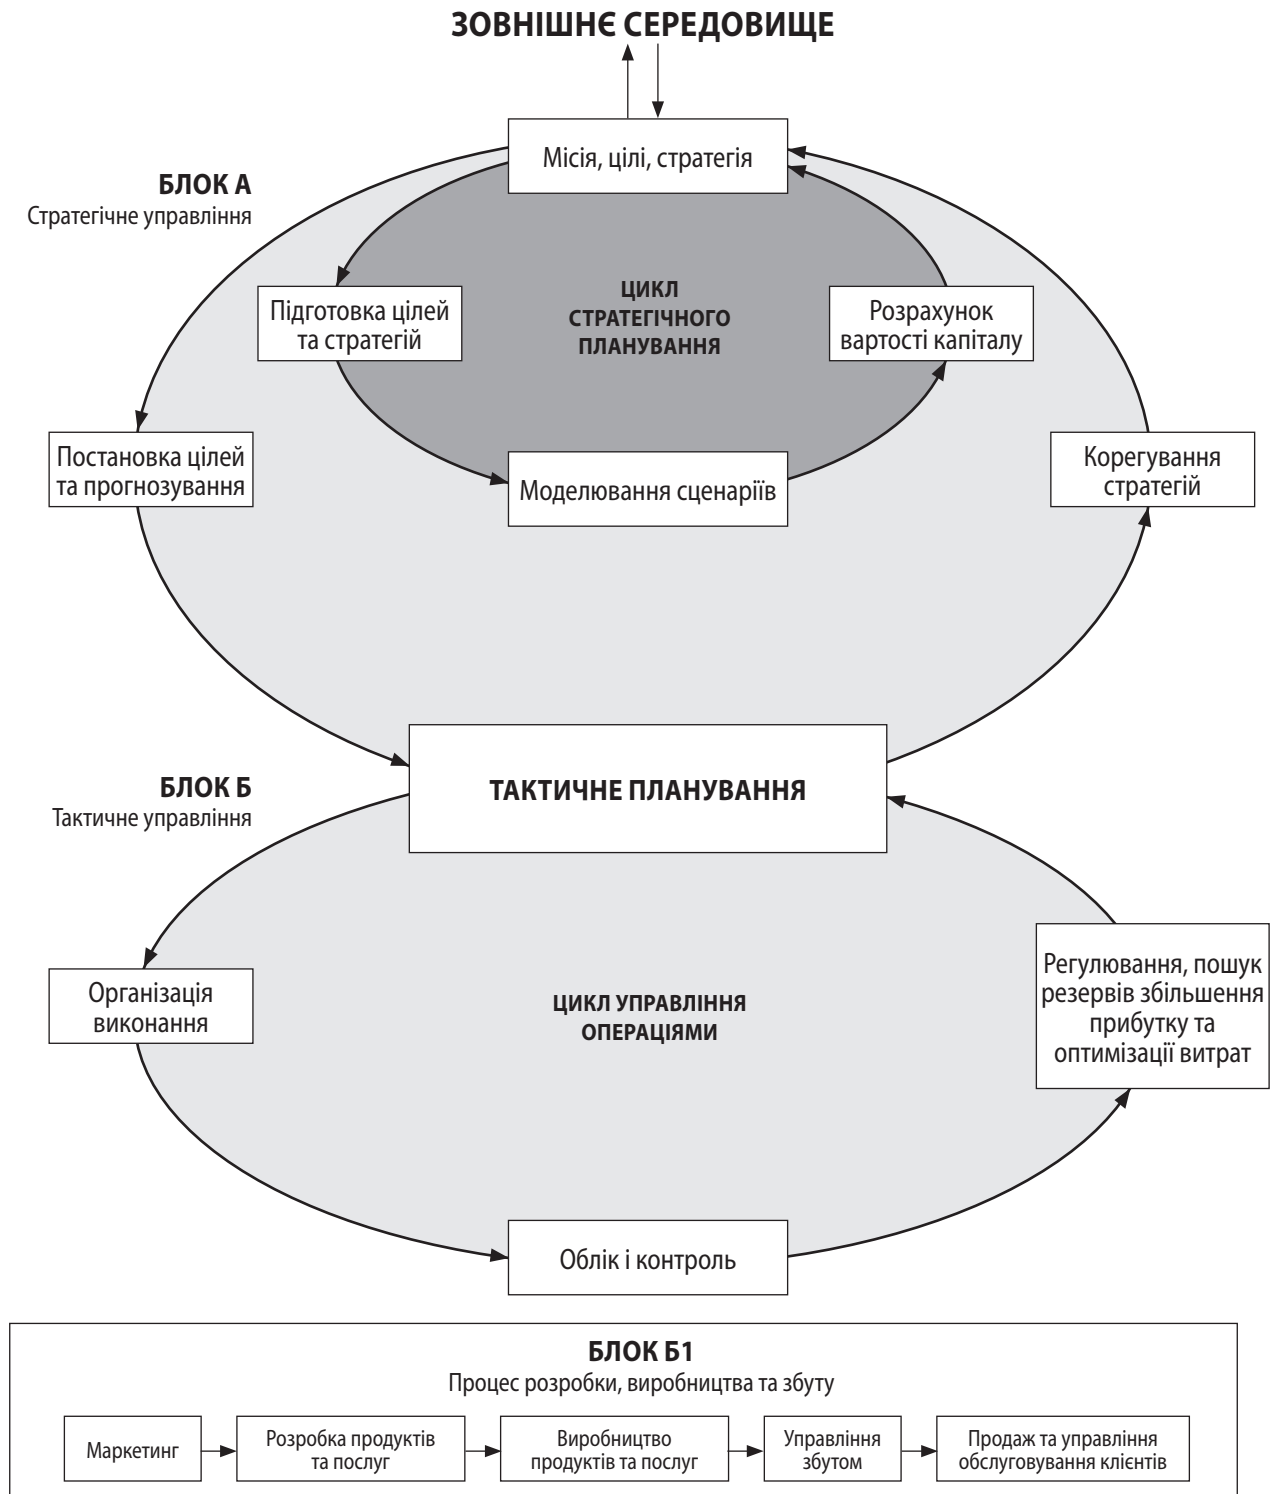 ЗОВНІШНЄ СЕРЕДОВИЩЕ
Місія, цілі, стратегія
БЛОК А
Стратегічне управління
Підготовка цілей
та стратегій
ЦИКЛ
СТРАТЕГІЧНОГО
ПЛАНУВАННЯ
Розрахунок
вартості капіталу
Постановка цілей
та прогнозування
Моделювання сценаріїв
Корегування
стратегій
БЛОК Б
Тактичне управління
ТАКТИЧНЕ ПЛАНУВАННЯ
Організація
виконання
ЦИКЛ УПРАВЛІННЯ
ОПЕРАЦІЯМИ
Регулювання, пошук
резервів збільшення
прибутку та
оптимізації витрат
Облік і контроль
БЛОК Б1
Процес розробки, виробництва та збуту
Маркетинг
Розробка продуктів
та послуг
Виробництво
продуктів та послуг
Управління
збутом
Продаж та управління
обслуговування клієнтів